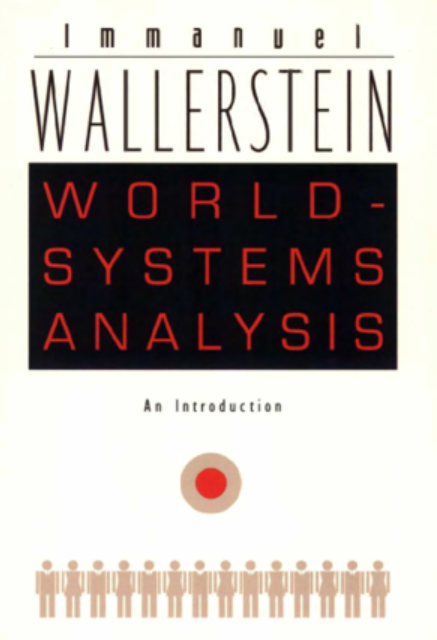 Immanuel
WALLERSTEIN
WORLD-
SYSTEMS
ANALYSIS
An Introduction